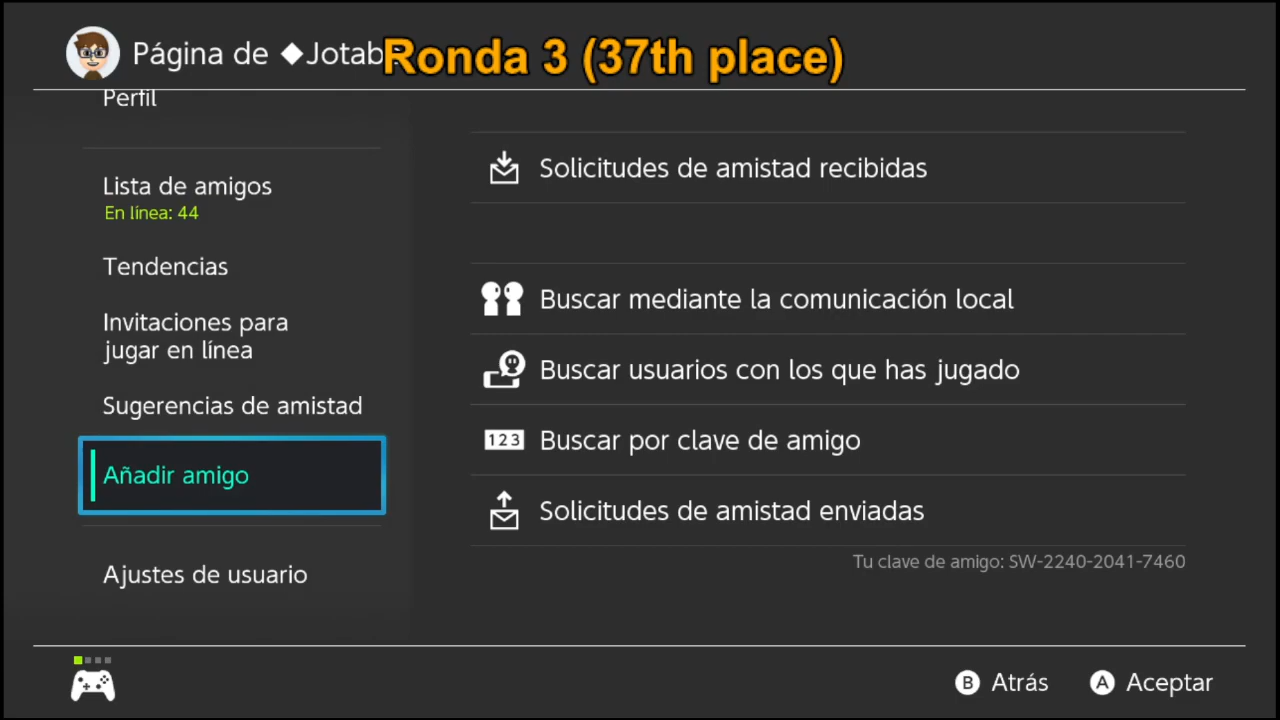 Página de ◆Jotab
Ronda 3 (37th place)
Perfil
Lista de amigos
En línea: 44
Tendencias
Invitaciones para
jugar en línea
Sugerencias de amistad
Añadir amigo
Ajustes de usuario
Solicitudes de amistad recibidas
Buscar mediante la comunicación local
Buscar usuarios con los que has jugado
123 Buscar por clave de amigo
Solicitudes de amistad enviadas
Tu clave de amigo: SW-2240-2041-7460
B Atrás
A Aceptar